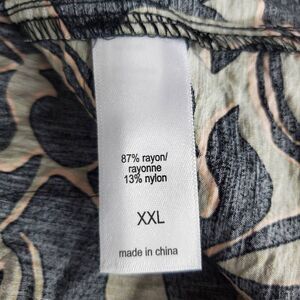 87% rayon/
rayonne
13% nylon
XXL
made in china